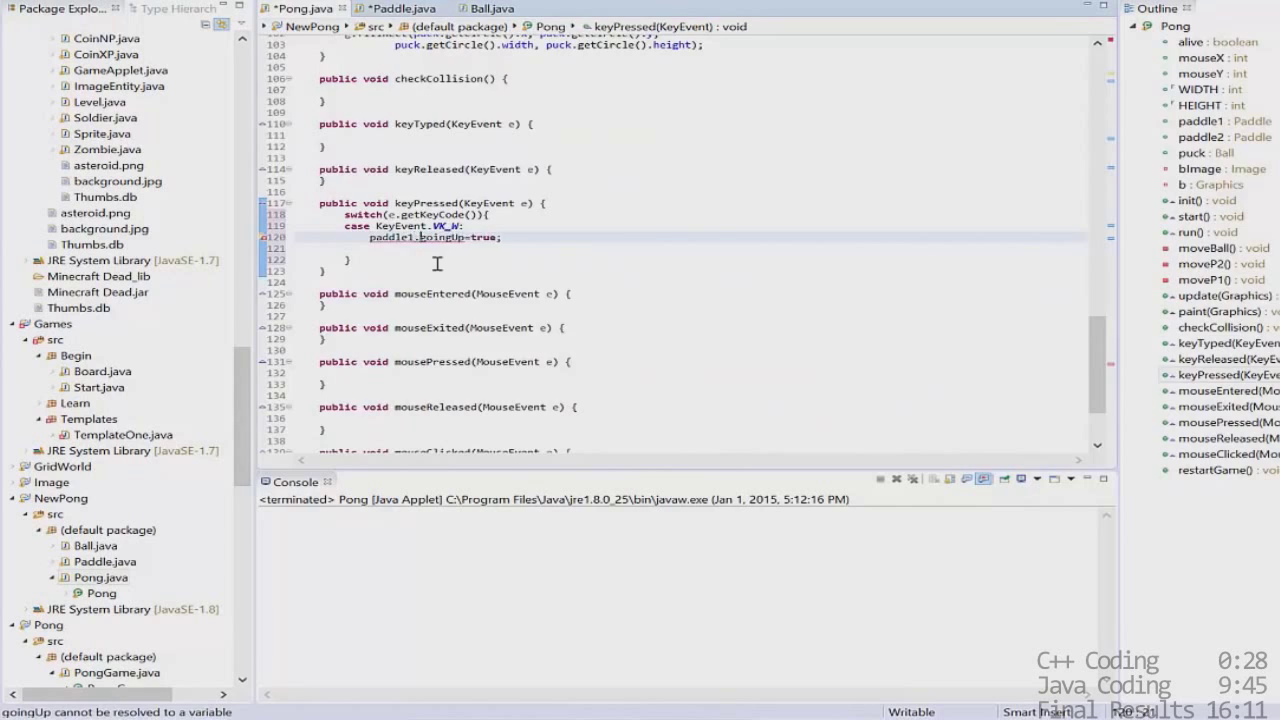 Package Explo...
Type Hierarch
CoinNP.java
CoinXP.java
GameApplet.java
ImageEntity.java
Level.java
Soldier.java
Sprite.java
Zombie.java
asteroid.png
background.jpg
Thumbs.db
asteroid.png
background.jpg
Thumbs.db
JRE System Library [JavaSE-1.7]
Minecraft Dead_lib
Minecraft Dead.jar
Thumbs.db
Games
src
Begin
Board.java
Start.java
Learn
Templates
TemplateOne.java
JRE System Library [JavaSE-1.7]
GridWorld
Image
NewPong
src
(default package)
Ball.java
Paddle.java
Pong.java
Pong
JRE System Library [JavaSE-1.8]
Pong
src
(default package)
PongGame.java
*Pong.java
*Paddle.java
Ball.java
NewPong src (default package) Pong keyPressed(KeyEvent) : void
103 puck.getCircle().width, puck.getCircle().height);
104 }
105
106 public void checkCollision() {
107
108 }
109
110 public void keyTyped(KeyEvent e) {
111
112 }
113
114 public void keyReleased(KeyEvent e) {
115 }
116
117 public void keyPressed(KeyEvent e) {
118 switch(e.getKeyCode()){
119 case KeyEvent.VK_W:
120 paddle1.goingUp=true;
121
122 }
123 }
124
125 public void mouseEntered(MouseEvent e) {
126 }
127
128 public void mouseExited(MouseEvent e) {
129 }
130
131 public void mousePressed(MouseEvent e) {
132
133 }
134
135 public void mouseReleased(MouseEvent e) {
136
137 }
138
139 public void mouseClicked(MouseEvent e) {
Console
<terminated> Pong [Java Applet] C:\Program Files\Java\jre1.8.0_25\bin\javaw.exe (Jan 1, 2015, 5:12:16 PM)
Outline
Pong
alive : boolean
mouseX : int
mouseY : int
WIDTH : int
HEIGHT : int
paddle1 : Paddle
paddle2 : Paddle
puck : Ball
bImage : Ima
b : Graphics
init() : void
start() : void
run() : void
moveBall() : void
moveP2() : void
moveP1() : void
update(Graphics)
paint(Graphics) :
checkCollision() :
keyTyped(KeyEve
keyReleased(KeyE
keyPressed(KeyEve
mouseEntered(Mo
mouseExited(Mou
mousePressed(Mo
mouseReleased(M
mouseClicked(Mo
restartGame() : vo
C++ Coding 0:28
Java Coding 9:45
Final Results 16:11
goingUp cannot be resolved to a variable
Writable
Smart Insert